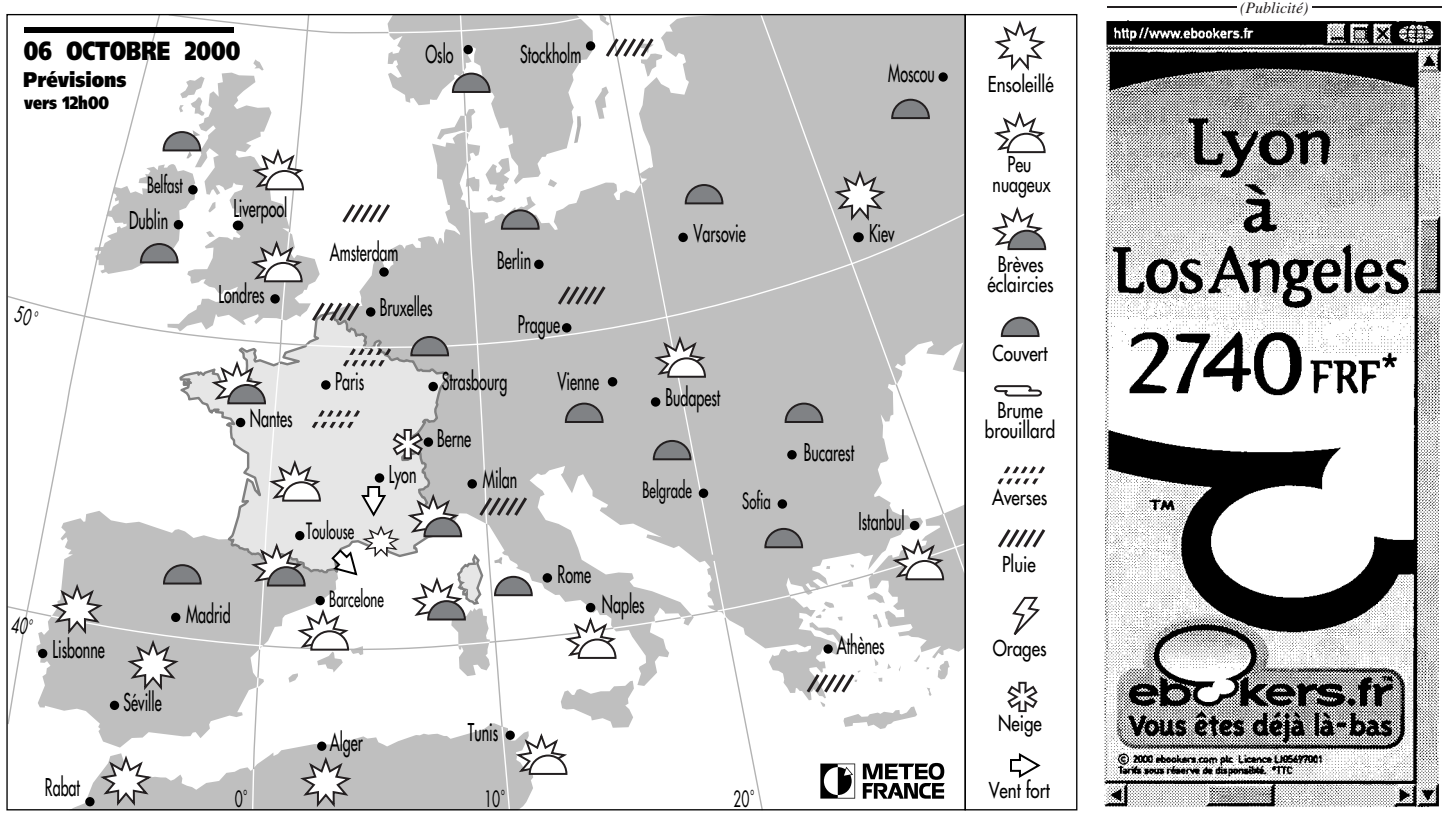 06 OCTOBRE 2000
Prévisions
vers 12h00
Oslo
Stockholm
Moscou
Belfast
Dublin
Liverpool
Amsterdam
Londres
Bruxelles
Berlin
Varsovie
Kiev
Prague
50°
Paris
Strasbourg
Vienne
Budapest
Nantes
Berne
Bucarest
Lyon
Milan
Belgrade
Sofia
Istanbul
Toulouse
Rome
Naples
Barcelone
Madrid
40°
Lisbonne
Athènes
Séville
Alger
Tunis
Rabat
0°
10°
20°
METEO
FRANCE
Ensoleillé
Peu
nuageux
Brèves
éclaircies
Couvert
Brume
brouillard
Averses
Pluie
Orages
Neige
Vent fort
(Publicité)
http://www.ebookers.fr
Lyon
à
Los Angeles
2740 FRF*
TM
ebookers.fr™
Vous êtes déjà là-bas
© 2000 ebookers.com plc Licence LI05697001
Tarifs sous réserve de disponibilité. *TTC